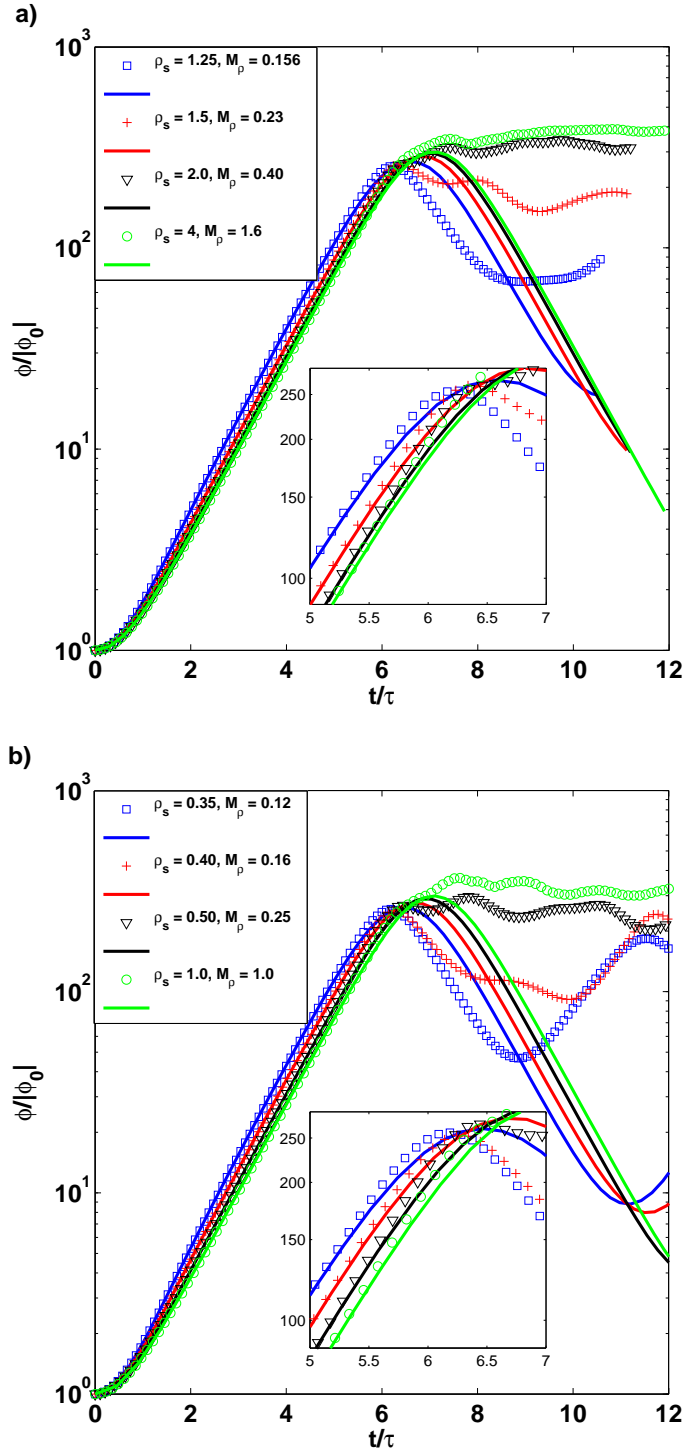 a)
10³
ρs = 1.25, Mρ = 0.156
ρs = 1.5, Mρ = 0.23
ρs = 2.0, Mρ = 0.40
ρs = 4, Mρ = 1.6
10²
ϕ/|ϕ0|
250
200
150
100
10¹
5 5.5 6 6.5 7
10⁰
0 2 4 6 8 10 12
t/τ
b)
10³
ρs = 0.35, Mρ = 0.12
ρs = 0.40, Mρ = 0.16
ρs = 0.50, Mρ = 0.25
ρs = 1.0, Mρ = 1.0
10²
ϕ/|ϕ0|
250
200
150
100
10¹
5 5.5 6 6.5 7
10⁰
0 2 4 6 8 10 12
t/τ